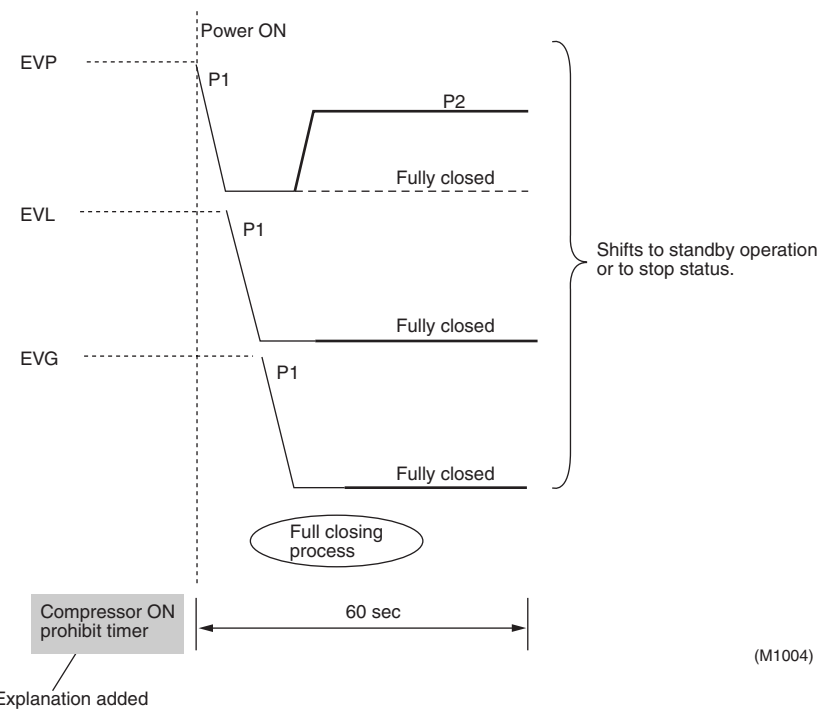 Power ON
EVP
P1
P2
Fully closed
EVL
P1
Shifts to standby operation
or to stop status.
Fully closed
EVG
P1
Fully closed
Full closing
process
Compressor ON
prohibit timer
60 sec
(M1004)
Explanation added